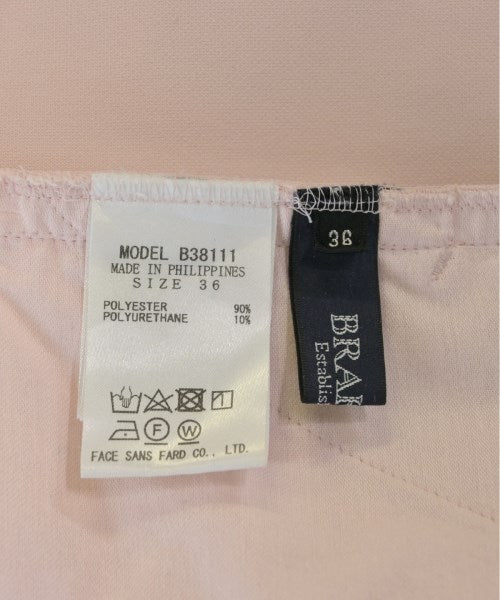 MODEL B38111
MADE IN PHILIPPINES
SIZE 36
POLYESTER 90%
POLYURETHANE 10%
F W
FACE SANS FARD CO., LTD.
36
BRA
Establis